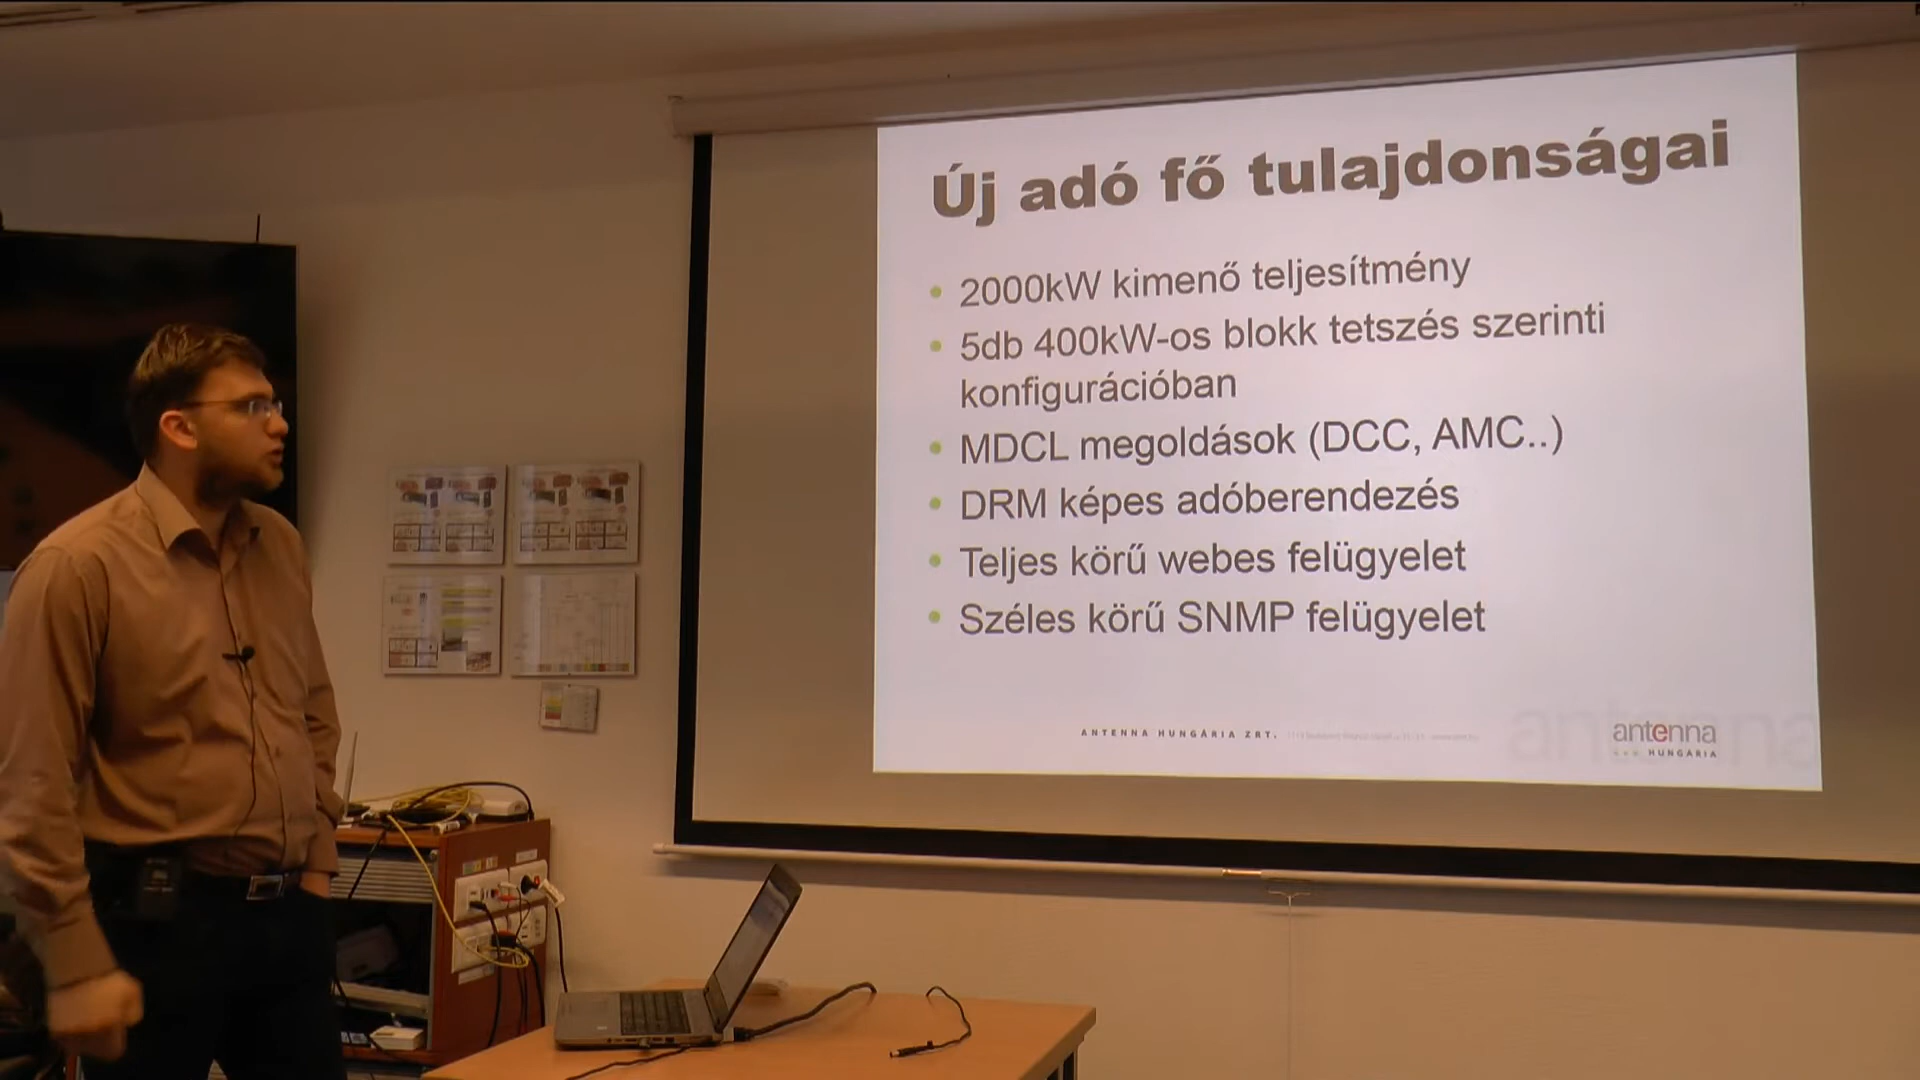 Új adó fő tulajdonságai
• 2000kW kimenő teljesítmény
• 5db 400kW-os blokk tetszés szerinti
konfigurációban
• MDCL megoldások (DCC, AMC..)
• DRM képes adóberendezés
• Teljes körű webes felügyelet
• Széles körű SNMP felügyelet
ANTENNA HUNGÁRIA ZRT.
antenna
HUNGÁRIA